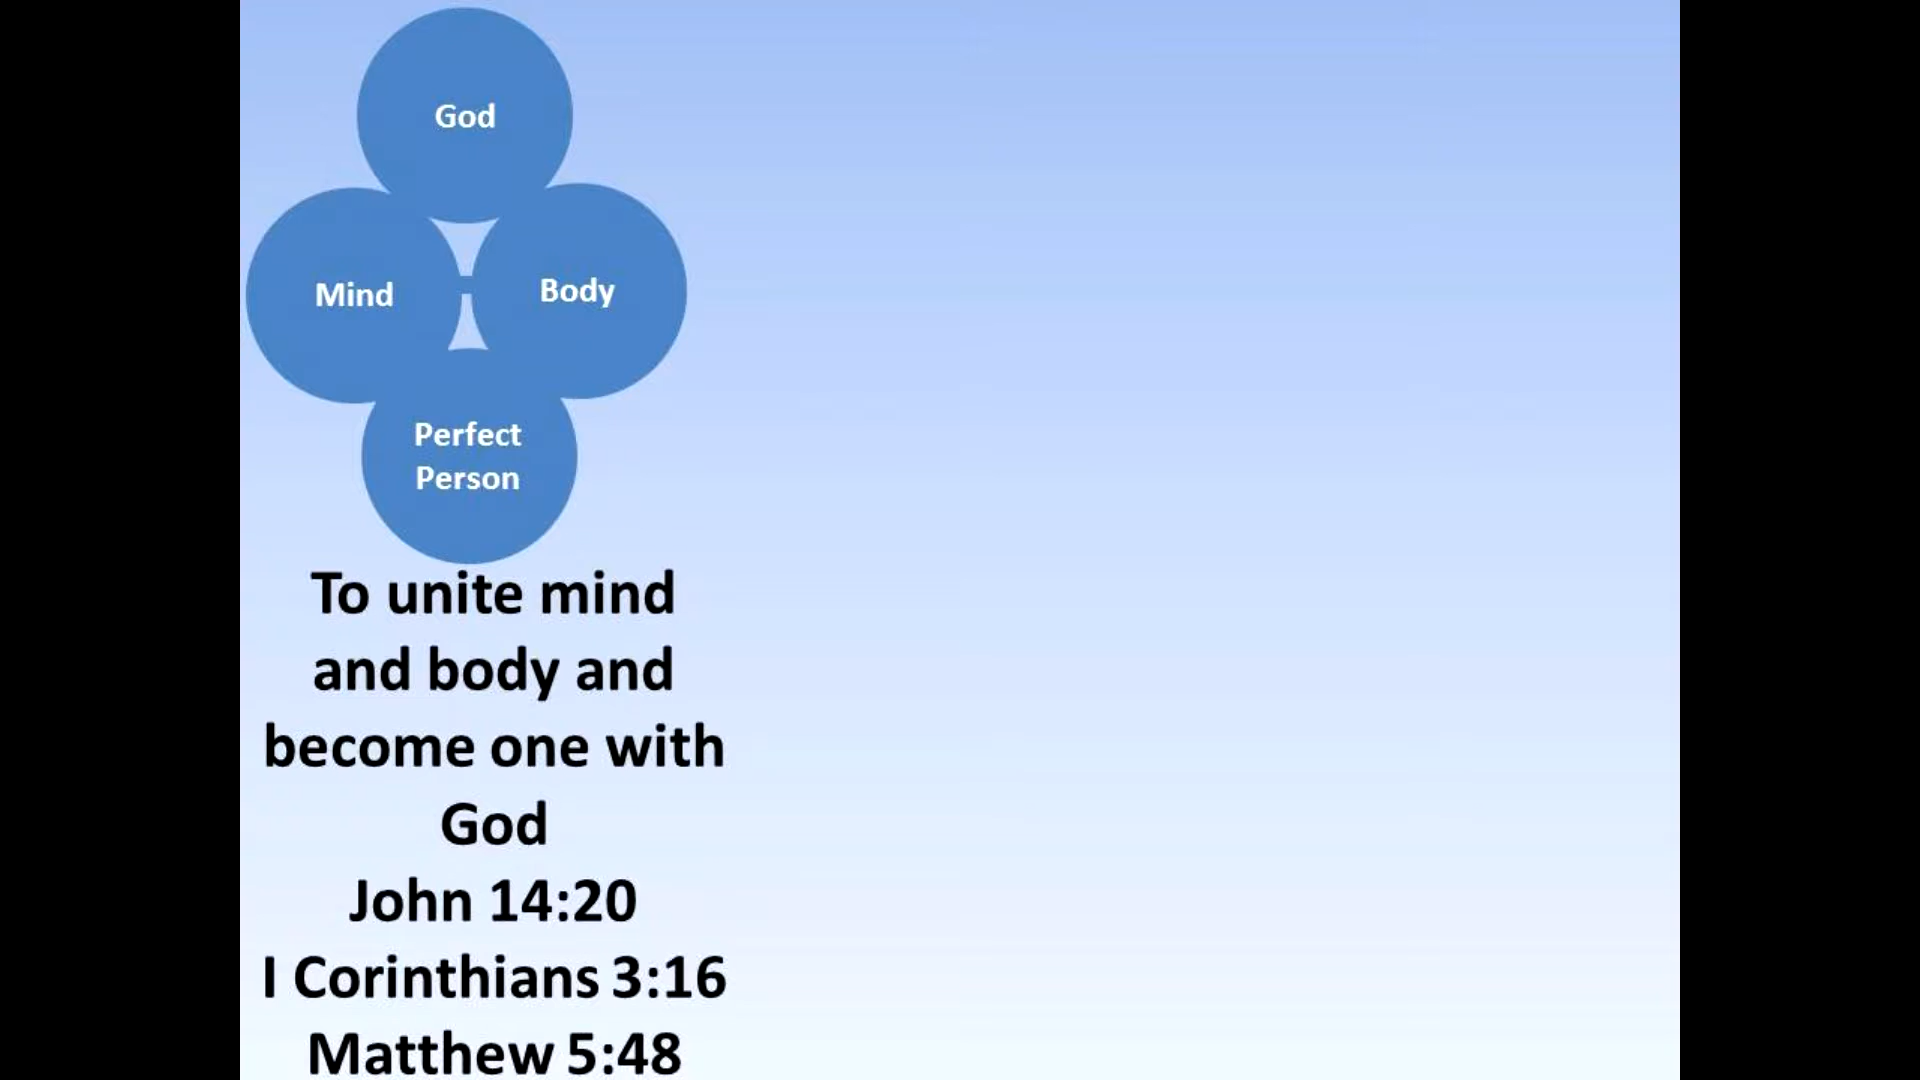 God
Mind
Body
Perfect
Person
To unite mind
and body and
become one with
God
John 14:20
I Corinthians 3:16
Matthew 5:48